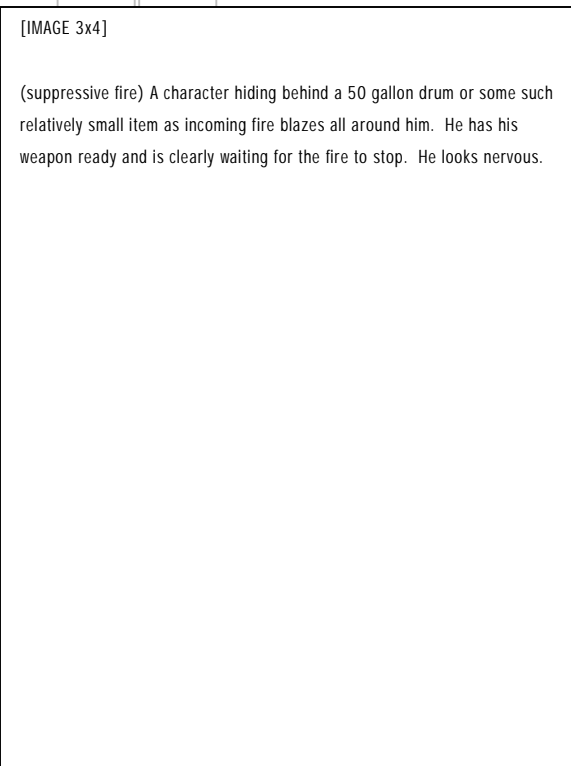 [IMAGE 3x4]
(suppressive fire) A character hiding behind a 50 gallon drum or some such
relatively small item as incoming fire blazes all around him.  He has his
weapon ready and is clearly waiting for the fire to stop.  He looks nervous.